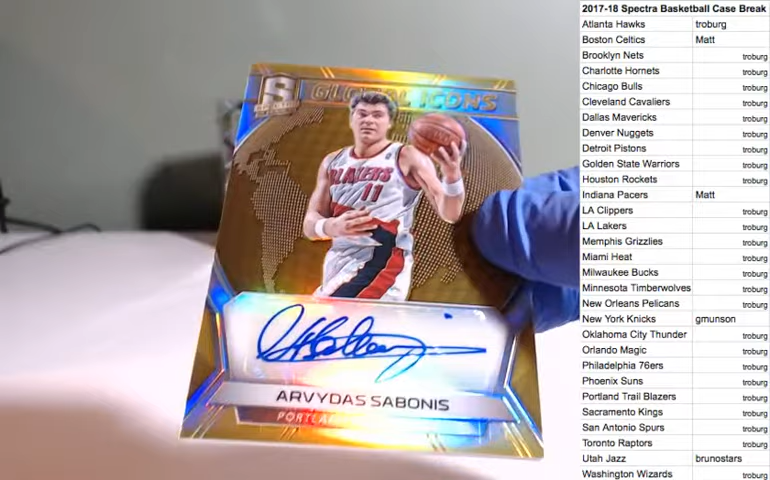 S
GLOBAL ICONS
BLAZERS
11
ARVYDAS SABONIS
2017-18 Spectra Basketball Case Break
Atlanta Hawks troburg
Boston Celtics Matt
Brooklyn Nets troburg
Charlotte Hornets troburg
Chicago Bulls troburg
Cleveland Cavaliers troburg
Dallas Mavericks troburg
Denver Nuggets troburg
Detroit Pistons troburg
Golden State Warriors troburg
Houston Rockets troburg
Indiana Pacers Matt
LA Clippers troburg
LA Lakers troburg
Memphis Grizzlies troburg
Miami Heat troburg
Milwaukee Bucks troburg
Minnesota Timberwolves troburg
New Orleans Pelicans troburg
New York Knicks gmunson
Oklahoma City Thunder troburg
Orlando Magic troburg
Philadelphia 76ers troburg
Phoenix Suns troburg
Portland Trail Blazers troburg
Sacramento Kings troburg
San Antonio Spurs troburg
Toronto Raptors troburg
Utah Jazz brunostars
Washington Wizards troburg